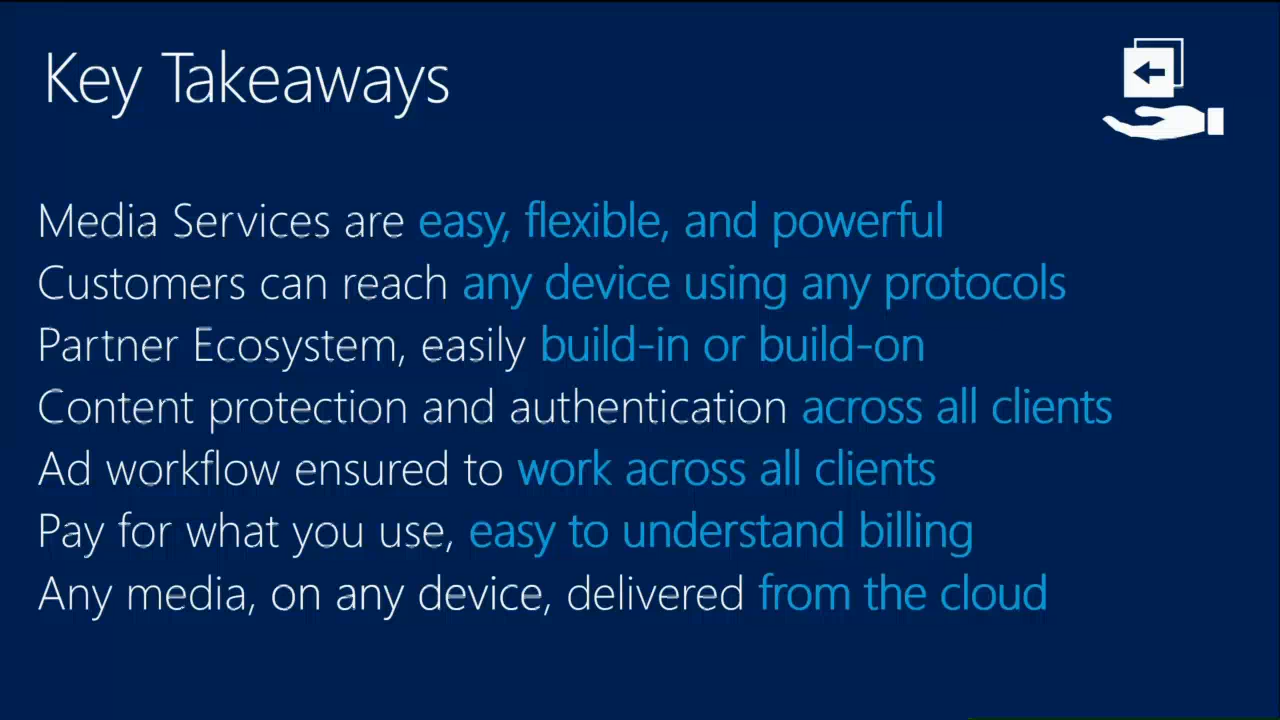 Key Takeaways
Media Services are easy, flexible, and powerful
Customers can reach any device using any protocols
Partner Ecosystem, easily build-in or build-on
Content protection and authentication across all clients
Ad workflow ensured to work across all clients
Pay for what you use, easy to understand billing
Any media, on any device, delivered from the cloud